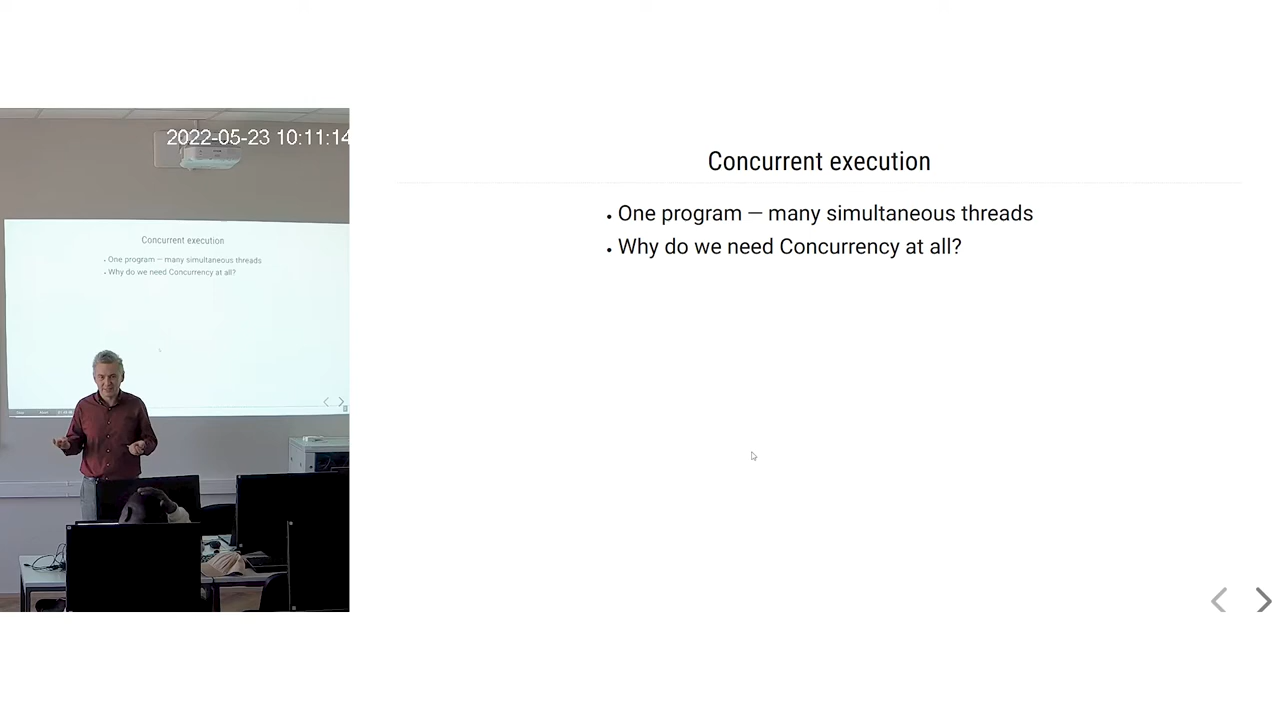 2022-05-23 10:11:14
Concurrent execution
• One program — many simultaneous threads
• Why do we need Concurrency at all?
Concurrent execution
• One program — many simultaneous threads
• Why do we need Concurrency at all?